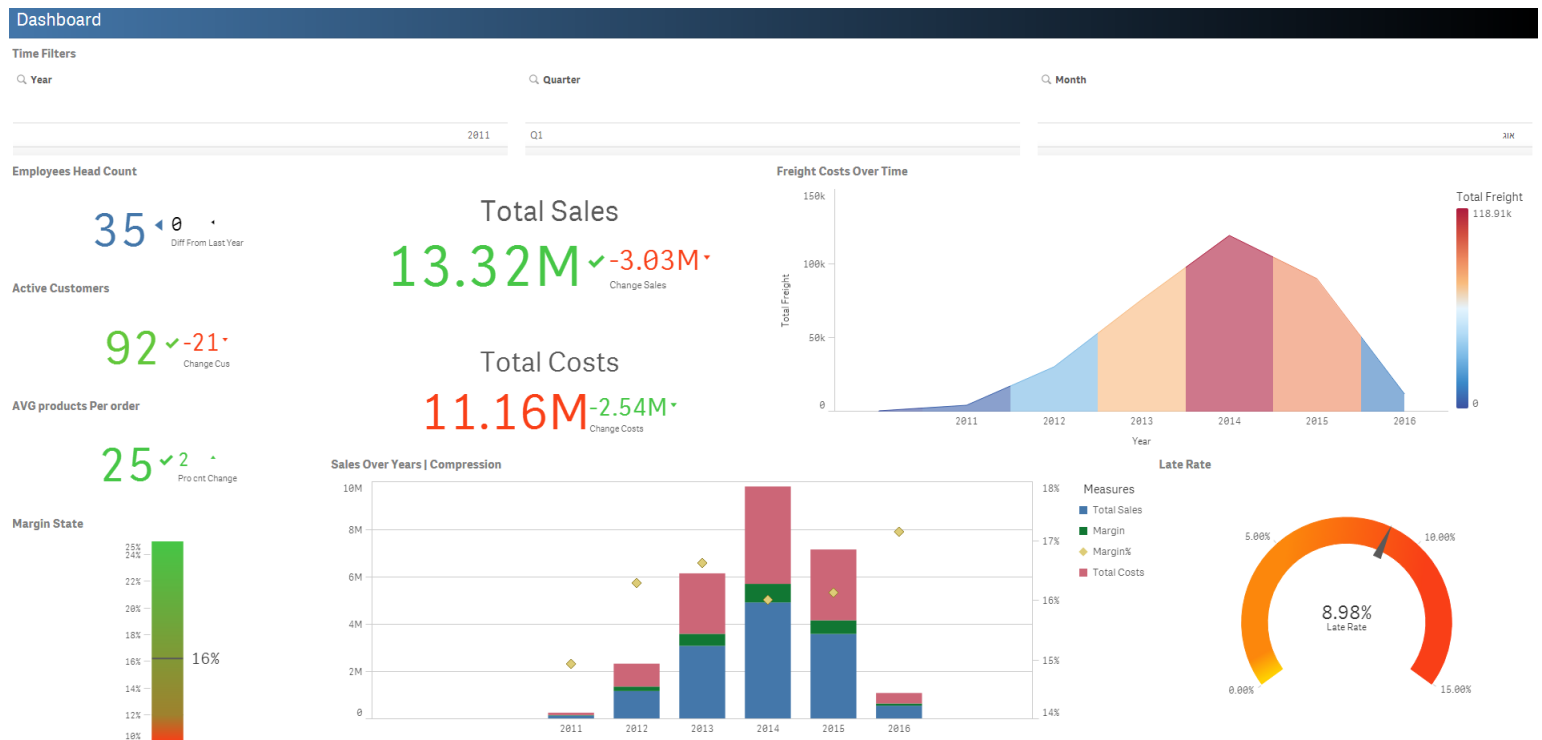 Dashboard
Time Filters
Year
Quarter
Month
2011
Q1
אוג
Employees Head Count
35
0
Diff From Last Year
Active Customers
92
-21
Change Cus
AVG products Per order
25
2
Pro cnt Change
Margin State
25%
24%
22%
20%
18%
16%
14%
12%
10%
16%
Total Sales
13.32M
-3.03M
Change Sales
Total Costs
11.16M
-2.54M
Change Costs
Freight Costs Over Time
150k
100k
50k
0
Total Freight
2011 2012 2013 2014 2015 2016
Year
Total Freight
118.91k
0
Sales Over Years | Compression
10M
8M
6M
4M
2M
0
2011 2012 2013 2014 2015 2016
18%
17%
16%
15%
14%
Measures
Total Sales
Margin
Margin%
Total Costs
Late Rate
0.00%
5.00%
10.00%
15.00%
8.98%
Late Rate